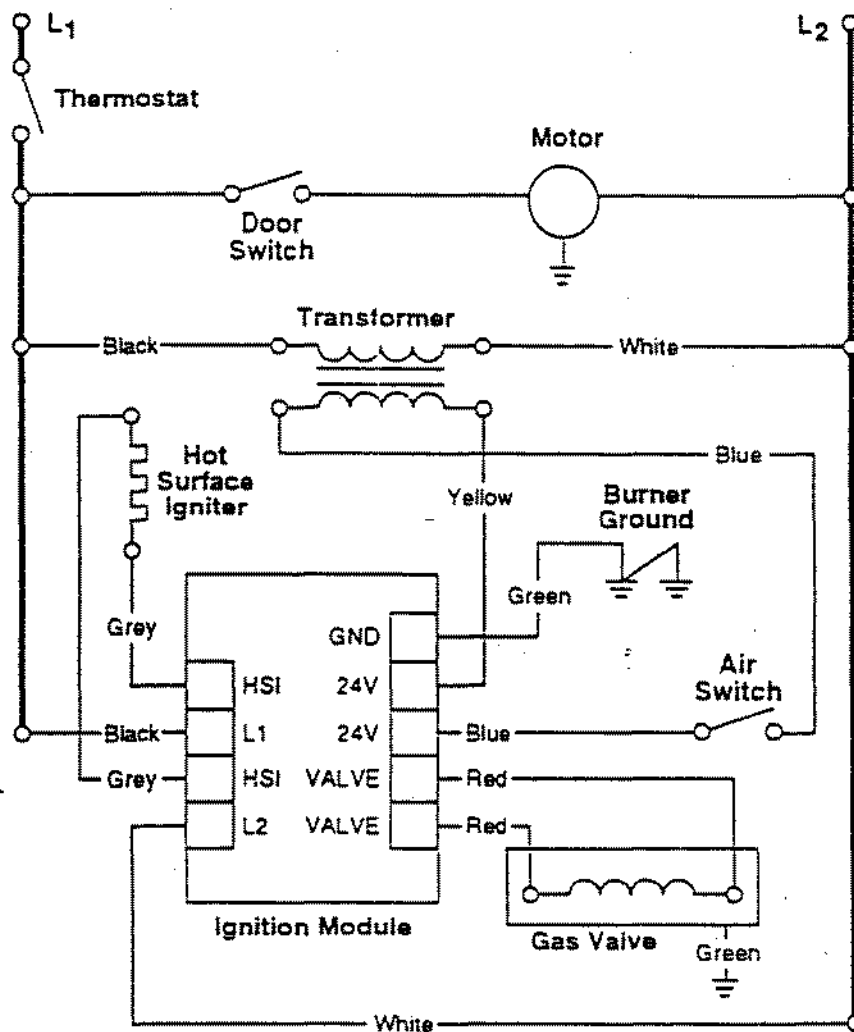 L1
L2
Thermostat
Motor
Door
Switch
Transformer
Black
White
Hot
Surface
Igniter
Blue
Yellow
Burner
Ground
Green
Grey
GND
HSI
24V
Air
Switch
Black
L1
24V
Blue
Grey
HSI
VALVE
Red
L2
VALVE
Red
Ignition Module
Gas Valve
Green
White